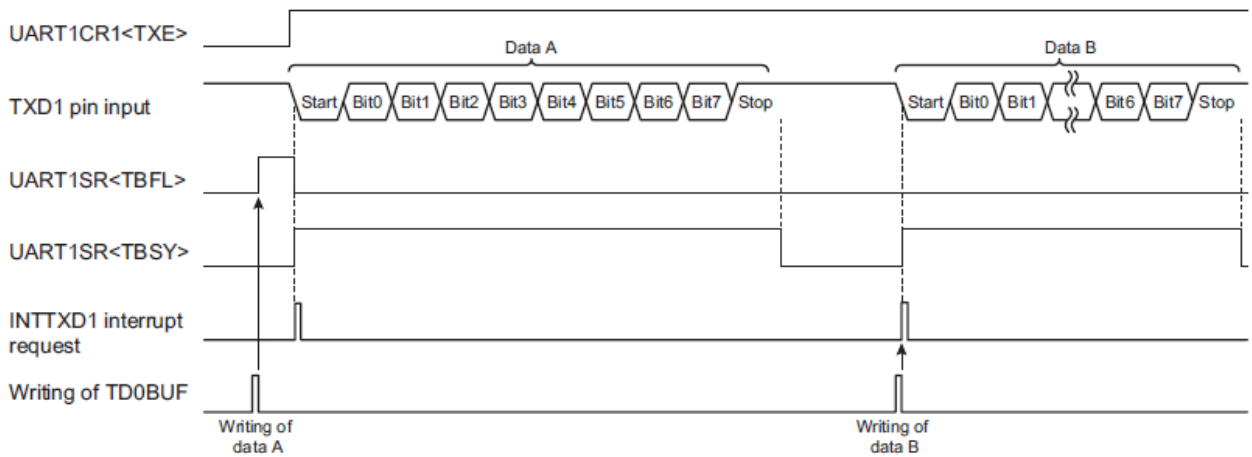 UART1CR1<TXE>
Data A
Data B
TXD1 pin input
Start Bit0 Bit1 Bit2 Bit3 Bit4 Bit5 Bit6 Bit7 Stop
Start Bit0 Bit1 Bit6 Bit7 Stop
UART1SR<TBFL>
UART1SR<TBSY>
INTTXD1 interrupt
request
Writing of TD0BUF
Writing of
data A
Writing of
data B